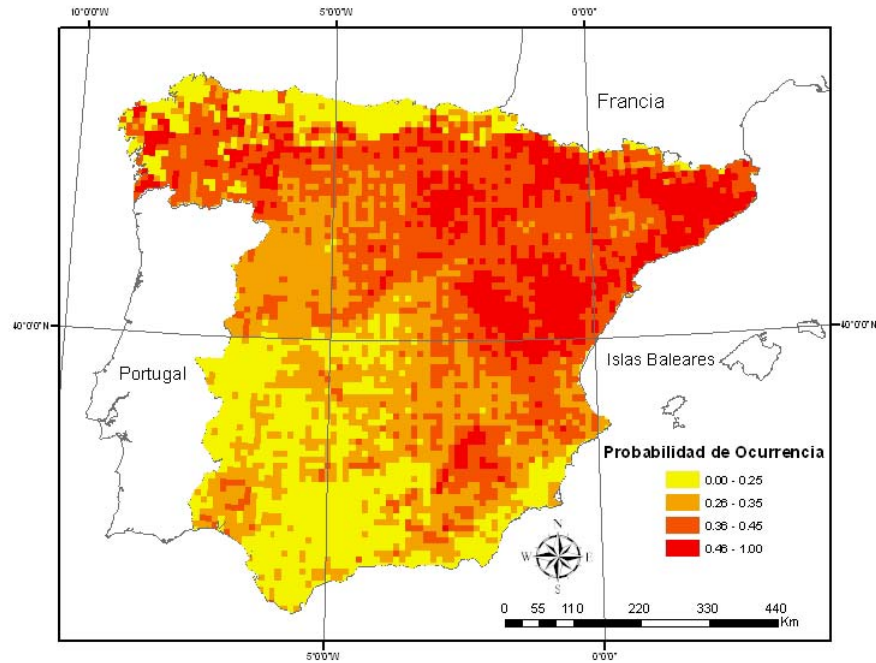 10°0'0"W
5°0'0"W
0°0'0"
Francia
40°0'0"N
40°0'0"N
Portugal
Islas Baleares
Probabilidad de Ocurrencia
0.00 - 0.25
0.26 - 0.35
0.36 - 0.45
0.46 - 1.00
N
W
E
S
0 55 110 220 330 440
Km
5°0'0"W
0°0'0"